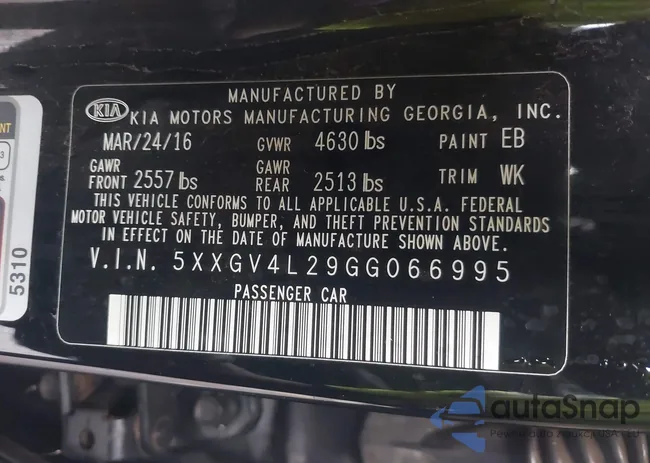 MANUFACTURED BY
KIA KIA MOTORS MANUFACTURING GEORGIA, INC.
MAR/24/16 GVWR 4630 lbs PAINT EB
GAWR FRONT 2557 lbs GAWR REAR 2513 lbs TRIM WK
THIS VEHICLE CONFORMS TO ALL APPLICABLE U.S.A. FEDERAL
MOTOR VEHICLE SAFETY, BUMPER, AND THEFT PREVENTION STANDARDS
IN EFFECT ON THE DATE OF MANUFACTURE SHOWN ABOVE.
V.I.N. 5XXGV4L29GG066995
PASSENGER CAR
5310
autoSnap